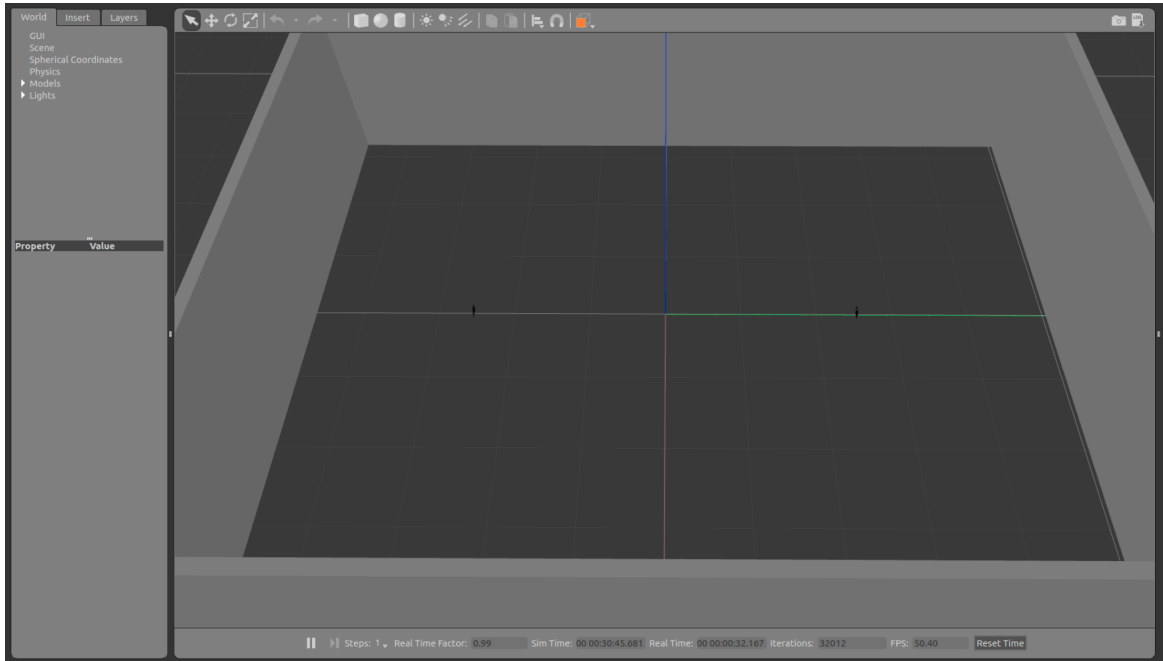 World Insert Layers
GUI
Scene
Spherical Coordinates
Physics
Models
Lights
Property Value
Steps: 1 Real Time Factor: 0.99 Sim Time: 00 00:30:45.681 Real Time: 00 00:00:32.167 Iterations: 32012 FPS: 50.40 Reset Time